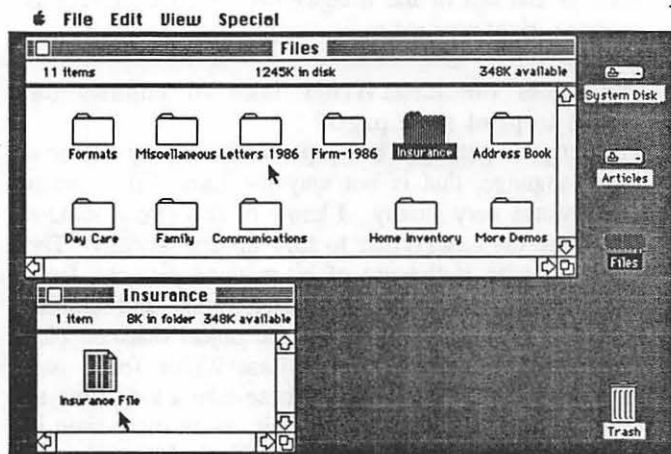 File Edit View Special
Files
11 items 1245K in disk 348K available
System Disk
Formats Miscellaneous Letters 1986 Firm-1986 Insurance Address Book
Articles
Day Care Family Communications Home Inventory More Demos
Files
Insurance
1 item 8K in folder 348K available
Insurance File
Trash